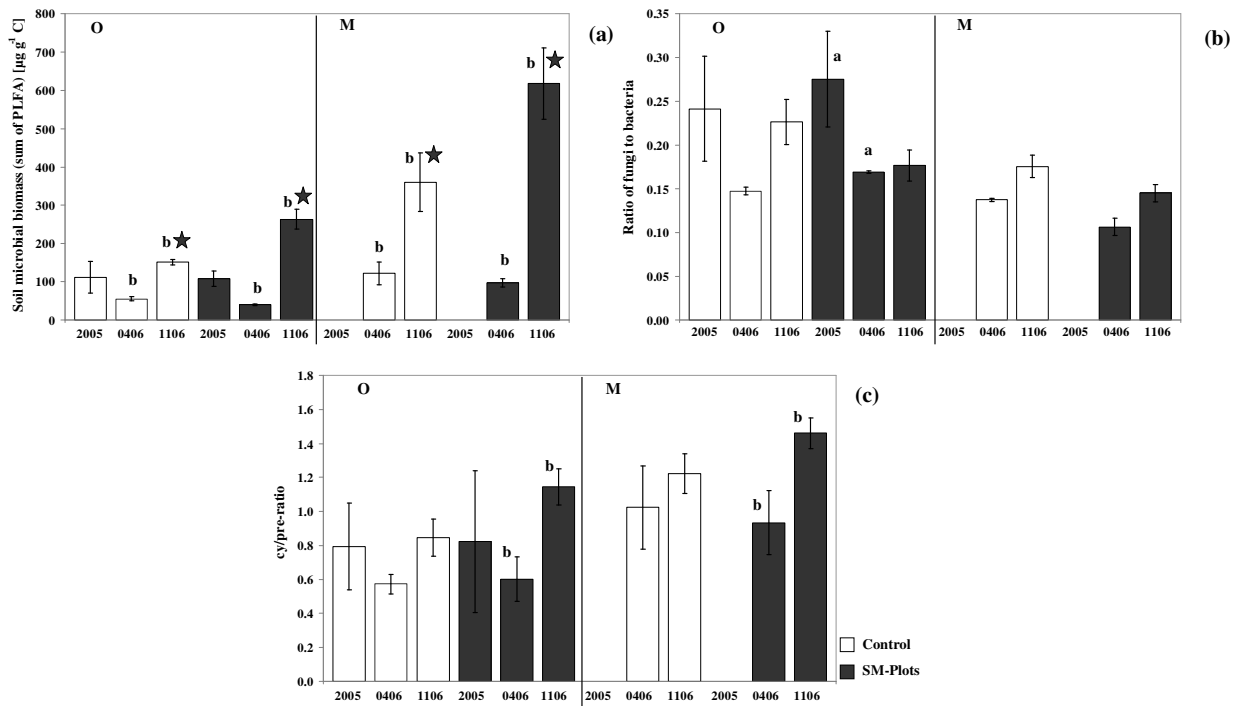 Soil microbial biomass (sum of PLFA) [µg g⁻¹ C]
800
700
600
500
400
300
200
100
0
O
M
(a)
b
b
b
b
b
b
b
b
2005 0406 1106 2005 0406 1106 2005 0406 1106 2005 0406 1106
Ratio of fungi to bacteria
0.35
0.30
0.25
0.20
0.15
0.10
0.05
0.00
O
M
(b)
a
a
2005 0406 1106 2005 0406 1106 2005 0406 1106 2005 0406 1106
cy/pre-ratio
1.8
1.6
1.4
1.2
1.0
0.8
0.6
0.4
0.2
0.0
O
M
(c)
b
b
b
b
2005 0406 1106 2005 0406 1106 2005 0406 1106 2005 0406 1106
Control
SM-Plots